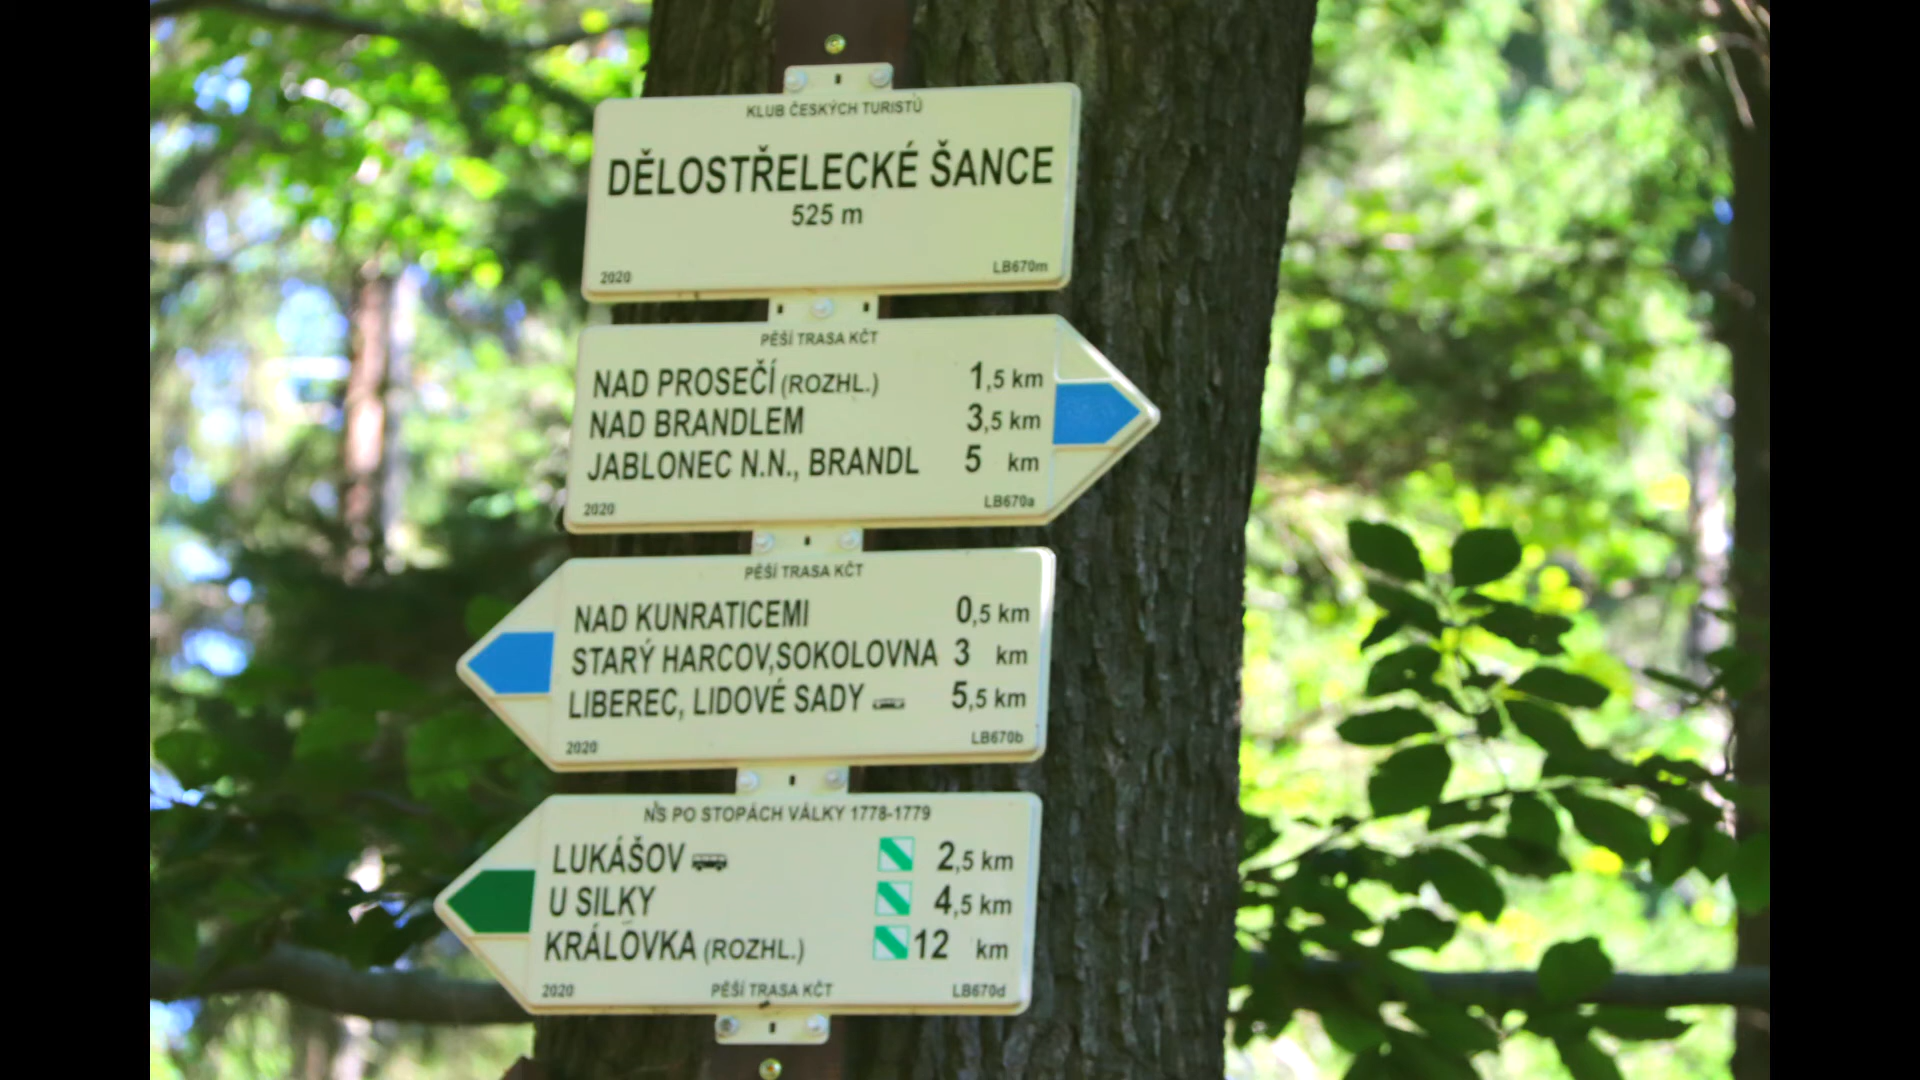 KLUB ČESKÝCH TURISTŮ
DĚLOSTŘELECKÉ ŠANCE
525 m
2020 LB670m
PĚŠÍ TRASA KČT
NAD PROSEČÍ (ROZHL.) 1,5 km
NAD BRANDLEM 3,5 km
JABLONEC N.N., BRANDL 5 km
2020 LB670a
PĚŠÍ TRASA KČT
NAD KUNRATICEMI 0,5 km
STARÝ HARCOV,SOKOLOVNA 3 km
LIBEREC, LIDOVÉ SADY 5,5 km
2020 LB670b
NS PO STOPÁCH VÁLKY 1778-1779
LUKÁŠOV 2,5 km
U SILKY 4,5 km
KRÁLOVKA (ROZHL.) 12 km
2020 PĚŠÍ TRASA KČT LB670d